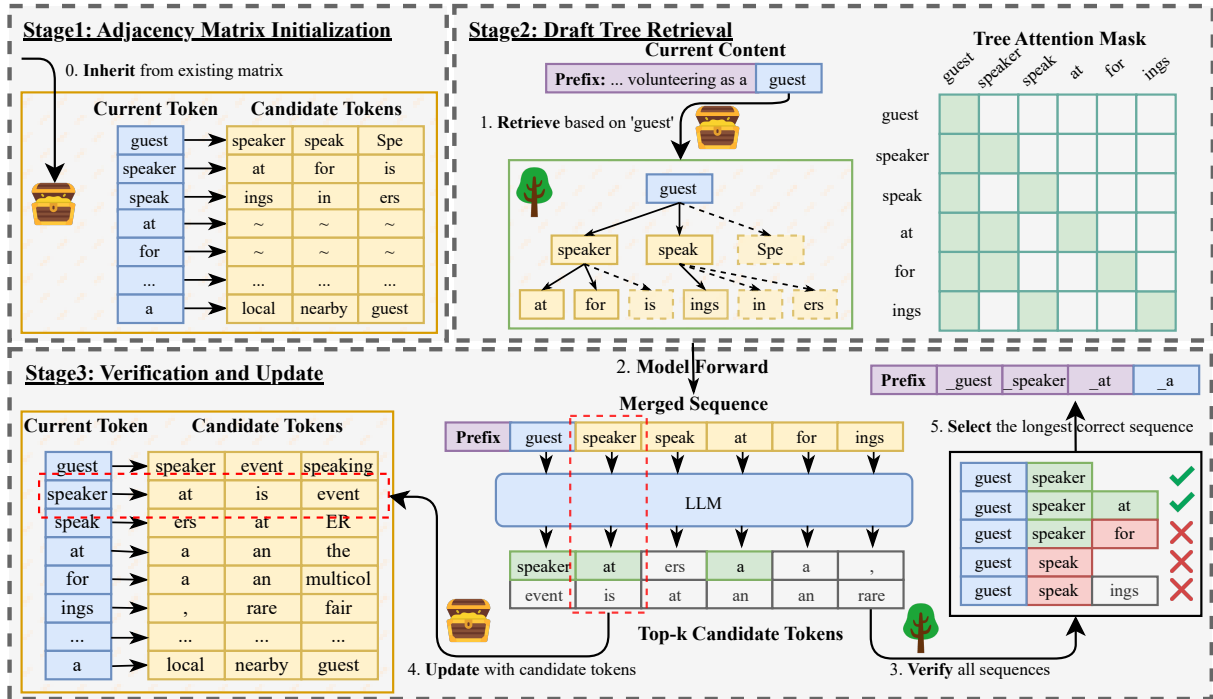 Stage1: Adjacency Matrix Initialization
0. Inherit from existing matrix
Current Token Candidate Tokens
guest speaker speak Spe
speaker at for is
speak ings in ers
at ~ ~ ~
for ~ ~ ~
... ... ... ...
a local nearby guest
Stage2: Draft Tree Retrieval
Current Content
Prefix: ... volunteering as a guest
1. Retrieve based on 'guest'
guest
speaker speak Spe
at for is ings in ers
Tree Attention Mask
guest speaker speak at for ings
guest
speaker
speak
at
for
ings
Stage3: Verification and Update
Current Token Candidate Tokens
guest speaker event speaking
speaker at is event
speak ers at ER
at a an the
for a an multicol
ings , rare fair
... ... ... ...
a local nearby guest
2. Model Forward
Merged Sequence
Prefix guest speaker speak at for ings
LLM
speaker at ers a a ,
event is at an an rare
Top-k Candidate Tokens
4. Update with candidate tokens
3. Verify all sequences
Prefix _guest _speaker _at _a
5. Select the longest correct sequence
guest speaker
guest speaker at
guest speaker for
guest speak
guest speak ings